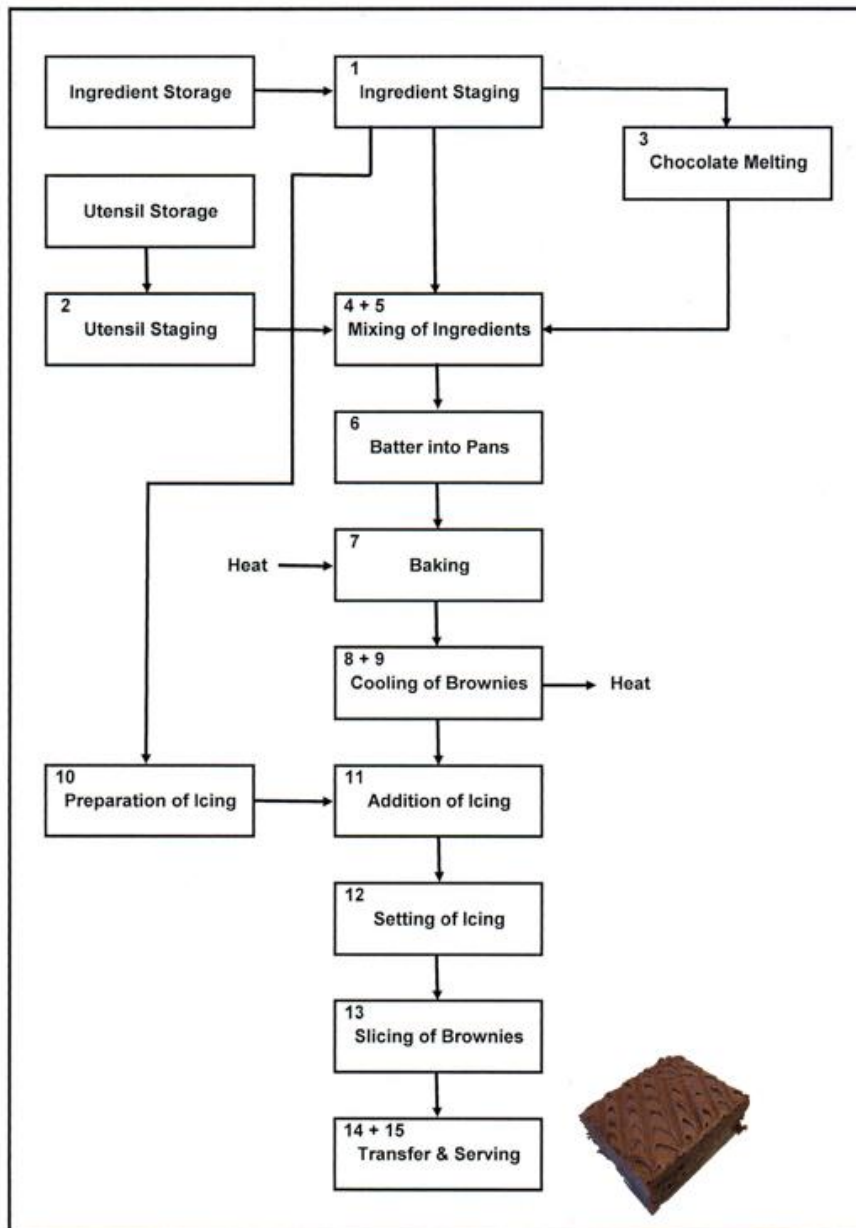 Ingredient Storage
1
Ingredient Staging
3
Chocolate Melting
Utensil Storage
2
Utensil Staging
4 + 5
Mixing of Ingredients
6
Batter into Pans
7
Heat
Baking
8 + 9
Cooling of Brownies
Heat
10
Preparation of Icing
11
Addition of Icing
12
Setting of Icing
13
Slicing of Brownies
14 + 15
Transfer & Serving